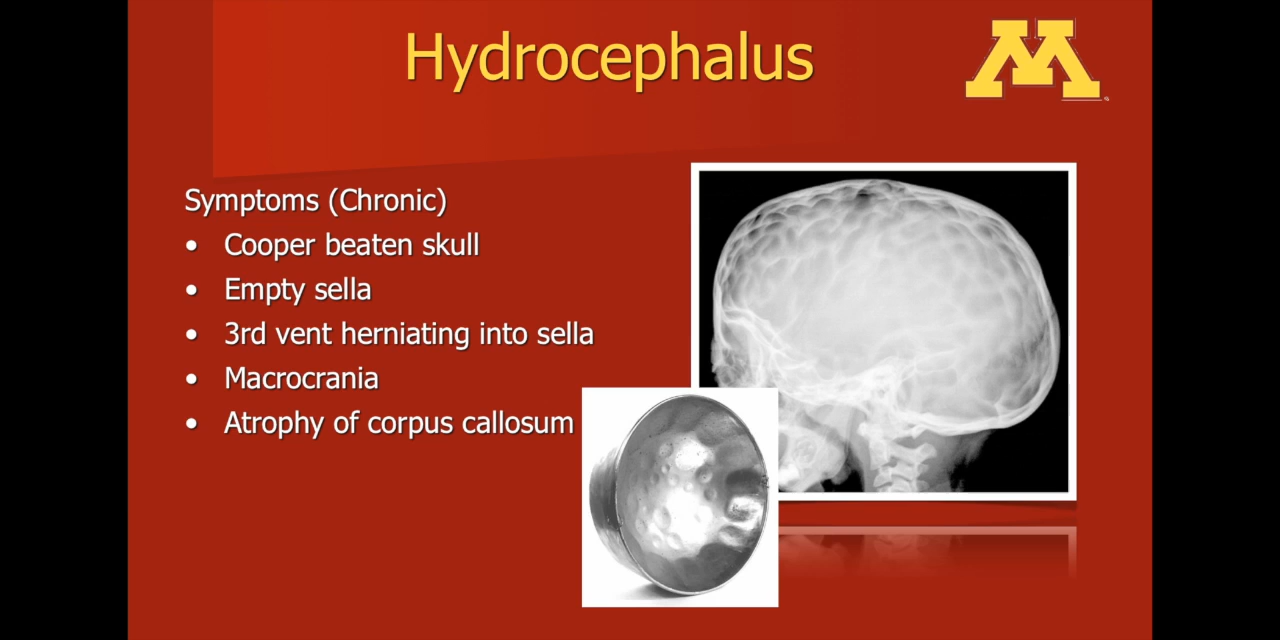 Hydrocephalus
M
Symptoms (Chronic)
• Cooper beaten skull
• Empty sella
• 3rd vent herniating into sella
• Macrocrania
• Atrophy of corpus callosum